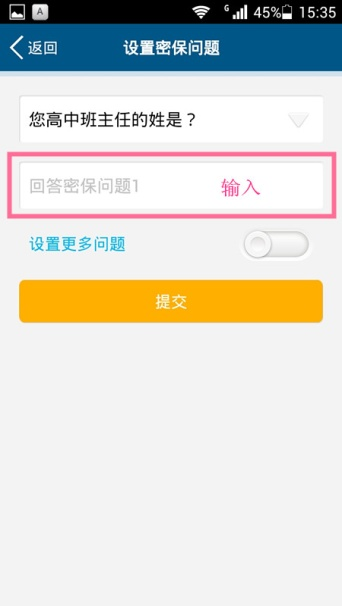 A
G
45%
15:35
返回
设置密保问题
您高中班主任的姓是？
回答密保问题1
输入
设置更多问题
提交